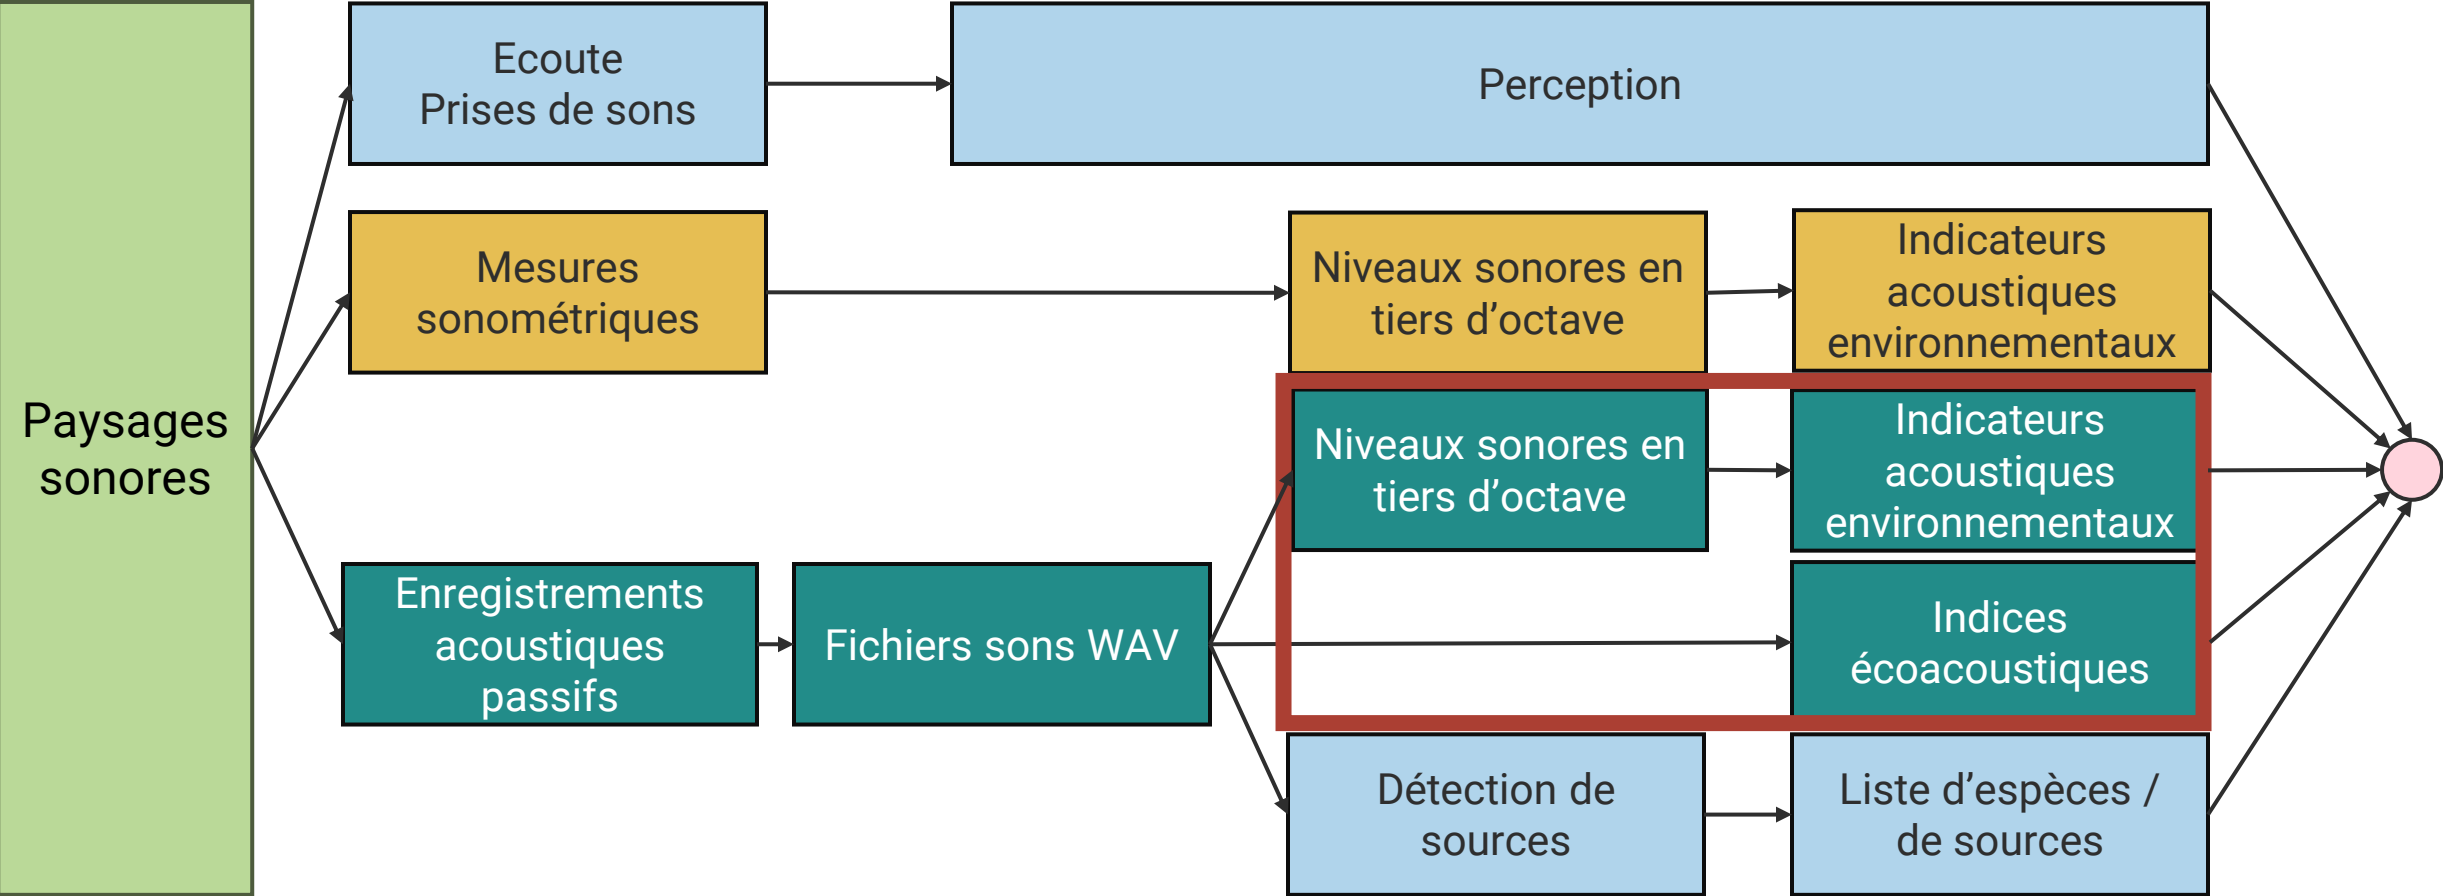 Paysages
sonores
Ecoute
Prises de sons
Perception
Mesures
sonométriques
Niveaux sonores en
tiers d’octave
Indicateurs
acoustiques
environnementaux
Niveaux sonores en
tiers d’octave
Indicateurs
acoustiques
environnementaux
Enregistrements
acoustiques
passifs
Fichiers sons WAV
Indices
écoacoustiques
Détection de
sources
Liste d’espèces /
de sources